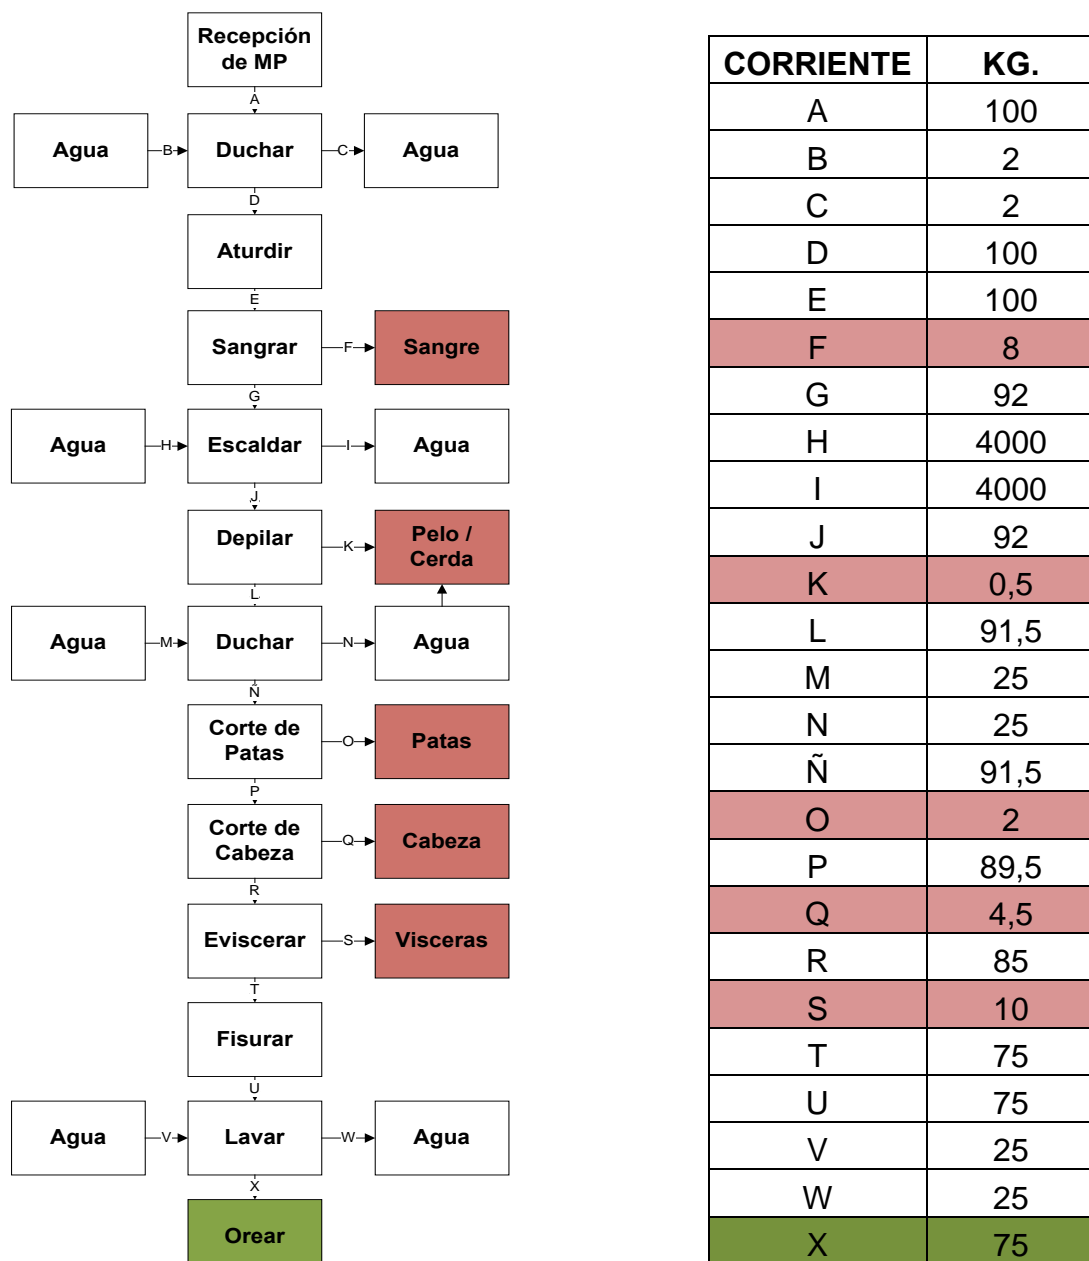 Recepción
de MP
A
Agua
B
Duchar
C
Agua
D
Aturdir
E
Sangrar
F
Sangre
G
Agua
H
Escaldar
I
Agua
J
Depilar
K
Pelo /
Cerda
L
Agua
M
Duchar
N
Agua
Ñ
Corte de
Patas
O
Patas
P
Corte de
Cabeza
Q
Cabeza
R
Eviscerar
S
Visceras
T
Fisurar
U
Agua
V
Lavar
W
Agua
X
Orear
CORRIENTE KG.
A 100
B 2
C 2
D 100
E 100
F 8
G 92
H 4000
I 4000
J 92
K 0,5
L 91,5
M 25
N 25
Ñ 91,5
O 2
P 89,5
Q 4,5
R 85
S 10
T 75
U 75
V 25
W 25
X 75